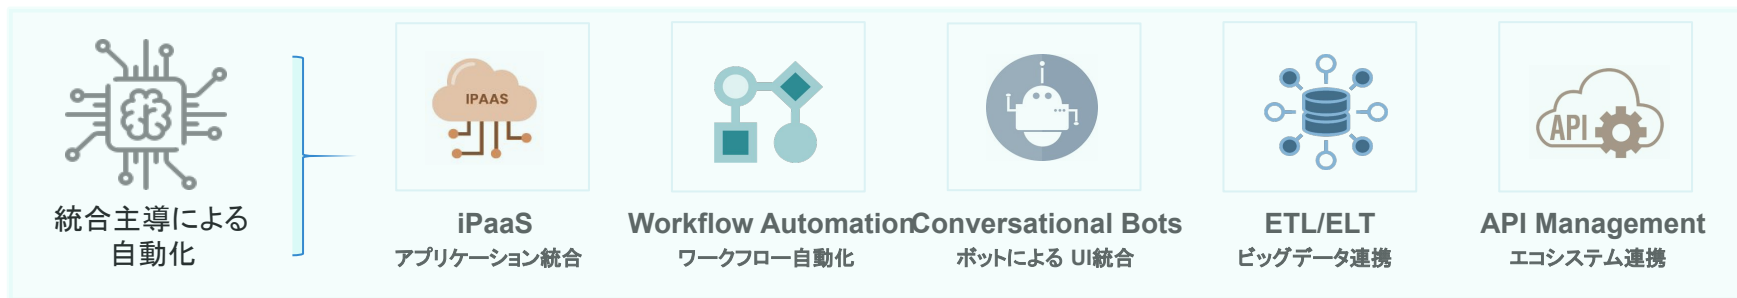 統合主導による
自動化
IPAAS
iPaaS
アプリケーション統合
Workflow Automation
ワークフロー自動化
Conversational Bots
ボットによる UI統合
ETL/ELT
ビッグデータ連携
API
API Management
エコシステム連携